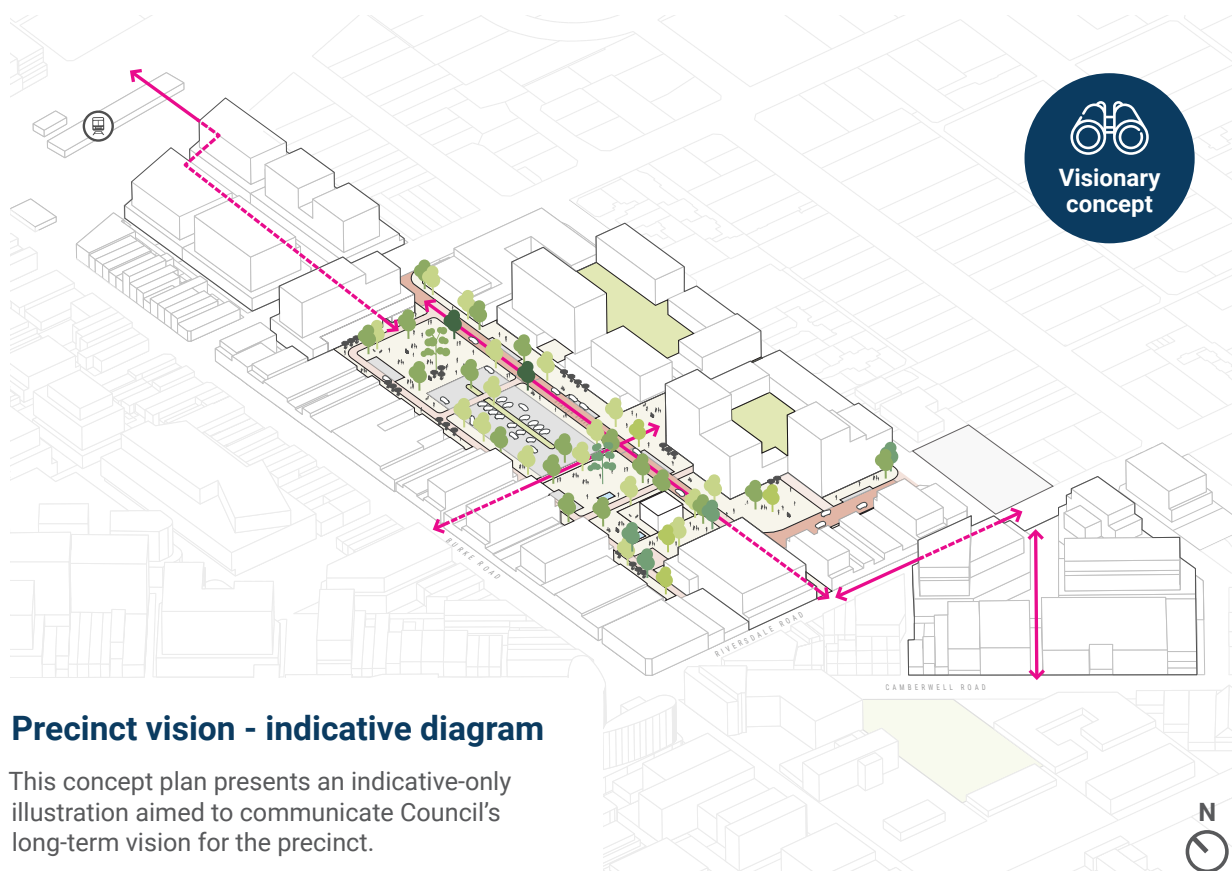 Visionary
concept
BURKE ROAD
RIVERSDALE ROAD
CAMBERWELL ROAD
Precinct vision - indicative diagram
This concept plan presents an indicative-only
illustration aimed to communicate Council's
long-term vision for the precinct.
N